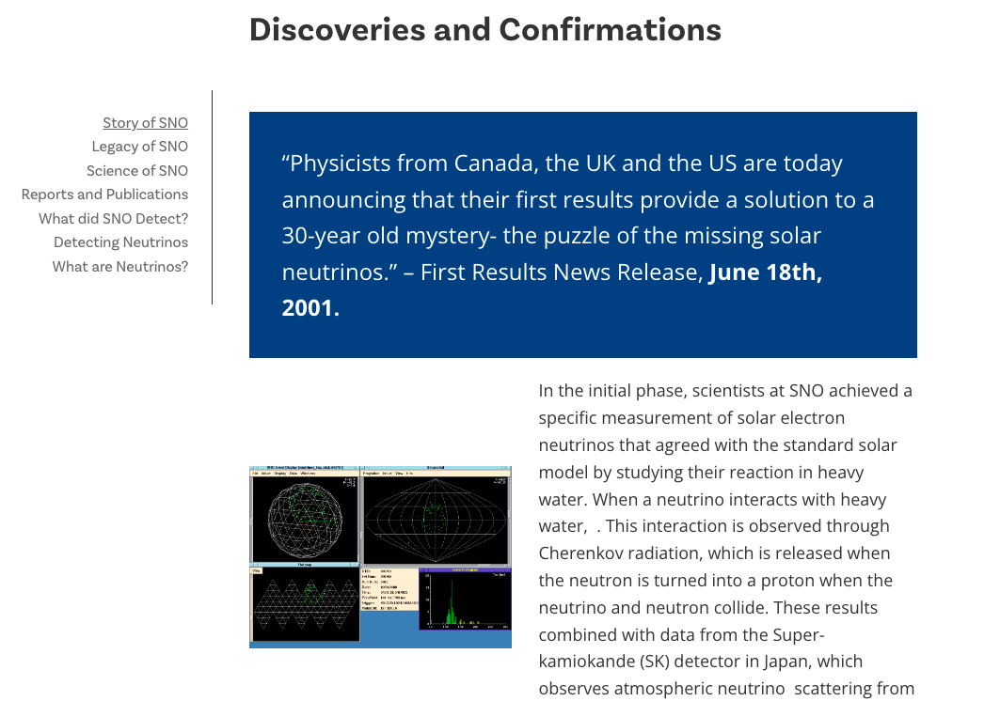 Discoveries and Confirmations
Story of SNO
Legacy of SNO
Science of SNO
Reports and Publications
What did SNO Detect?
Detecting Neutrinos
What are Neutrinos?
“Physicists from Canada, the UK and the US are today
announcing that their first results provide a solution to a
30-year old mystery- the puzzle of the missing solar
neutrinos.” – First Results News Release, June 18th,
2001.
In the initial phase, scientists at SNO achieved a
specific measurement of solar electron
neutrinos that agreed with the standard solar
model by studying their reaction in heavy
water. When a neutrino interacts with heavy
water,  . This interaction is observed through
Cherenkov radiation, which is released when
the neutron is turned into a proton when the
neutrino and neutron collide. These results
combined with data from the Super-
kamiokande (SK) detector in Japan, which
observes atmospheric neutrino  scattering from